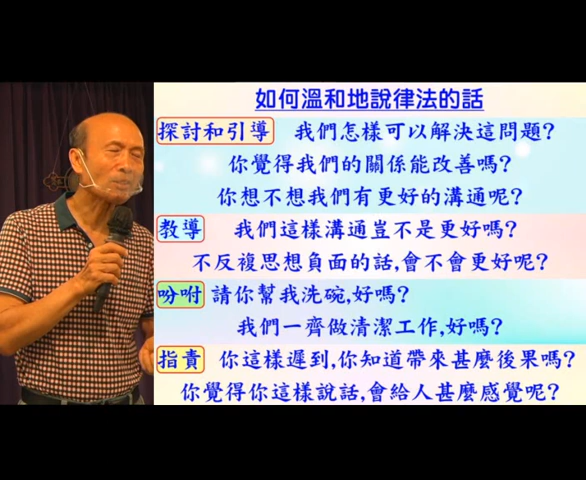 如何溫和地說律法的話
探討和引導 我們怎樣可以解決這問題?
你覺得我們的關係能改善嗎?
你想不想我們有更好的溝通呢?
教導 我們這樣溝通豈不是更好嗎?
不反複思想負面的話,會不會更好呢?
吩咐 請你幫我洗碗,好嗎?
我們一齊做清潔工作,好嗎?
指責 你這樣遲到,你知道帶來甚麼後果嗎?
你覺得你這樣說話,會給人甚麼感覺呢?